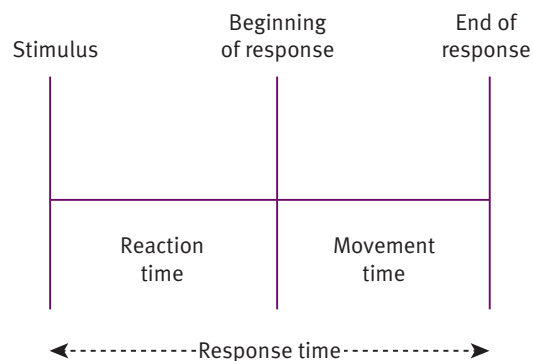 Stimulus
Beginning
of response
End of
response
Reaction
time
Movement
time
Response time